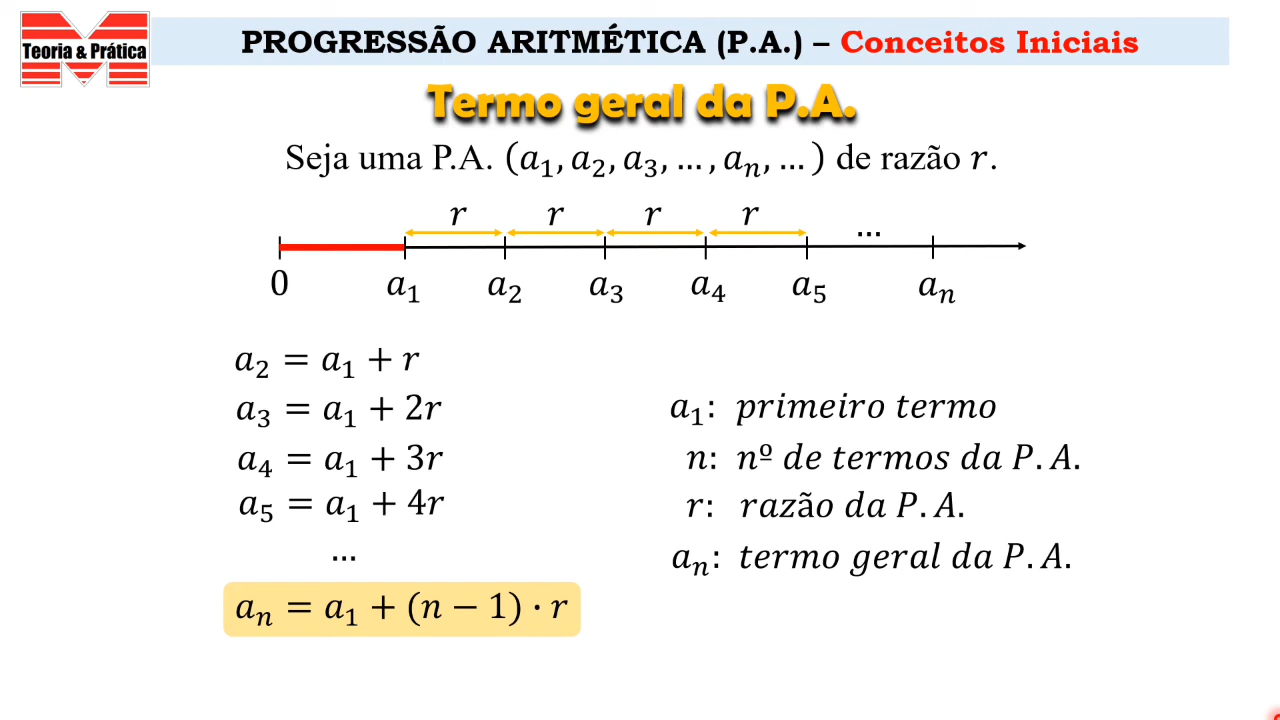 Teoria & Prática
PROGRESSÃO ARITMÉTICA (P.A.) – Conceitos Iniciais
Termo geral da P.A.
Seja uma P.A. (a₁, a₂, a₃, … , aₙ, … ) de razão r.
r r r r ...
0 a₁ a₂ a₃ a₄ a₅ aₙ
a₂ = a₁ + r
a₃ = a₁ + 2r
a₄ = a₁ + 3r
a₅ = a₁ + 4r
...
aₙ = a₁ + (n − 1) · r
a₁: primeiro termo
n: nº de termos da P. A.
r: razão da P. A.
aₙ: termo geral da P. A.